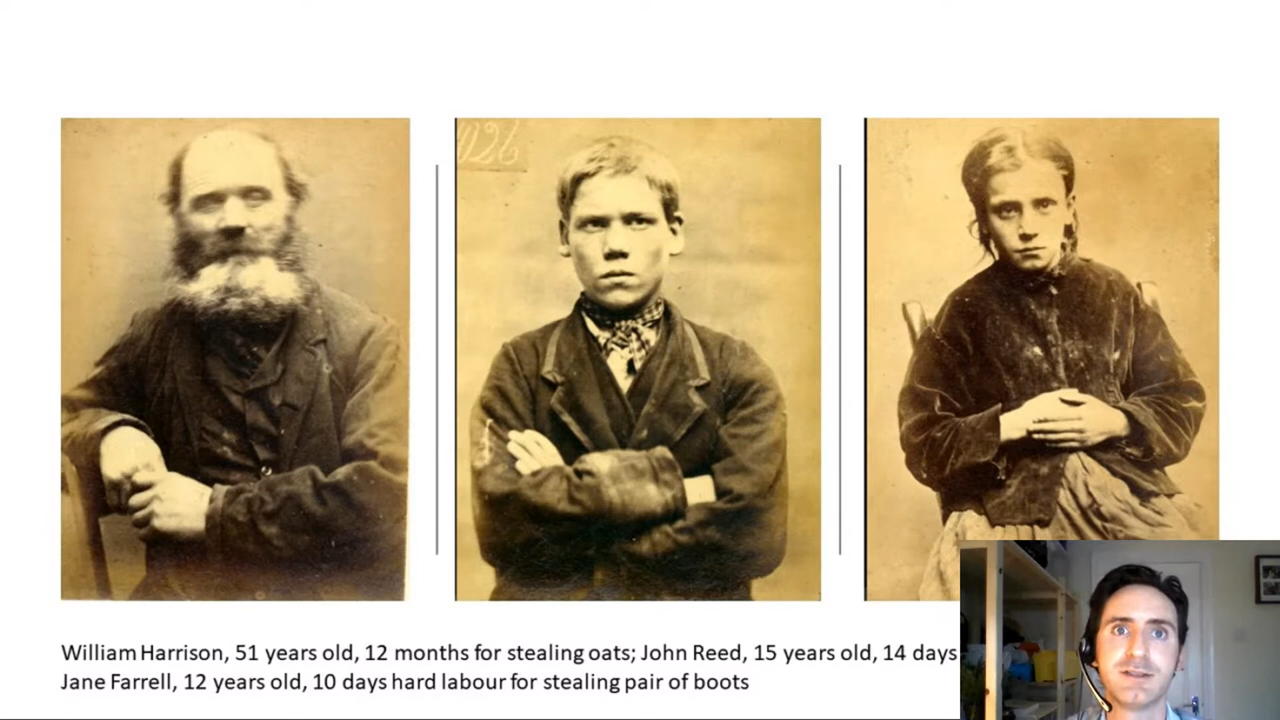 William Harrison, 51 years old, 12 months for stealing oats; John Reed, 15 years old, 14 days
Jane Farrell, 12 years old, 10 days hard labour for stealing pair of boots